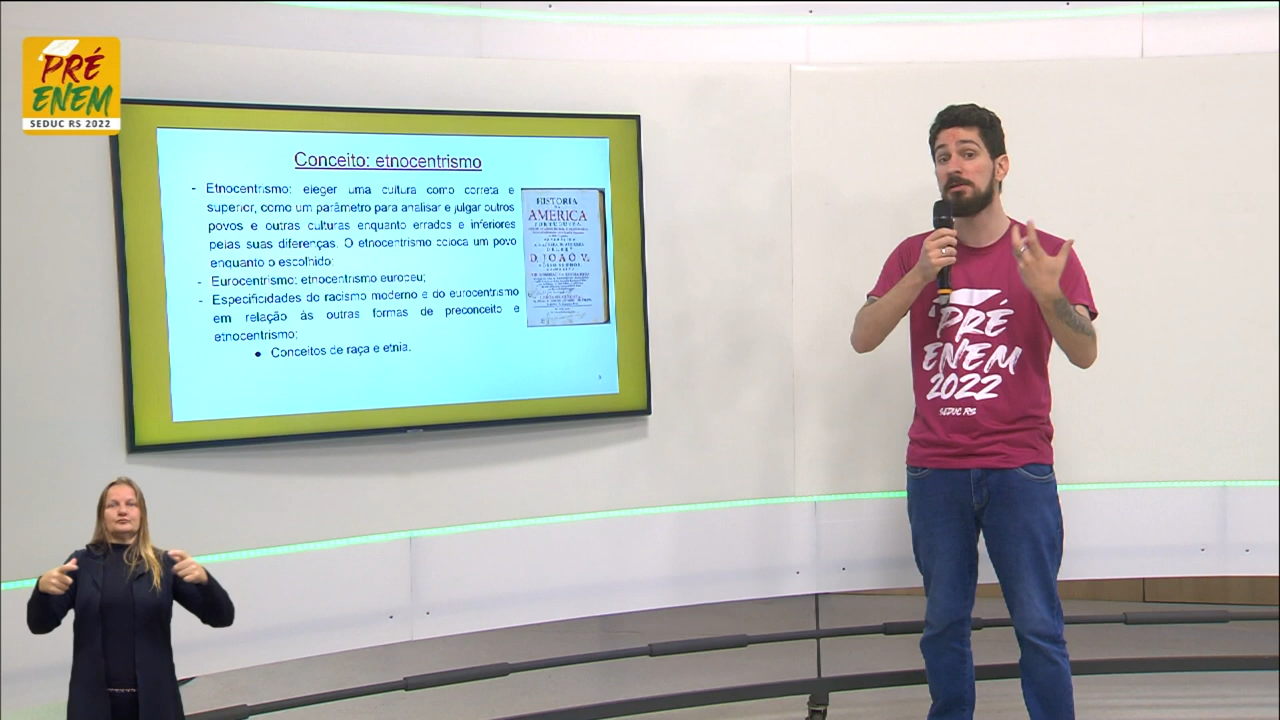 PRÉ
ENEM
SEDUC RS 2022
Conceito: etnocentrismo
- Etnocentrismo: eleger uma cultura como correta e
superior, como um parâmetro para analisar e julgar outros
povos e outras culturas enquanto errados e inferiores
pelas suas diferenças. O etnocentrismo coloca um povo
enquanto o escolhido;
- Eurocentrismo: etnocentrismo europeu;
- Especificidades do racismo moderno e do eurocentrismo
em relação às outras formas de preconceito e
etnocentrismo;
● Conceitos de raça e etnia.
HISTORIA
AMERICA
PORTUGUEZA
D. JOAÕ V.
PRÉ
ENEM
2022
SEDUC RS